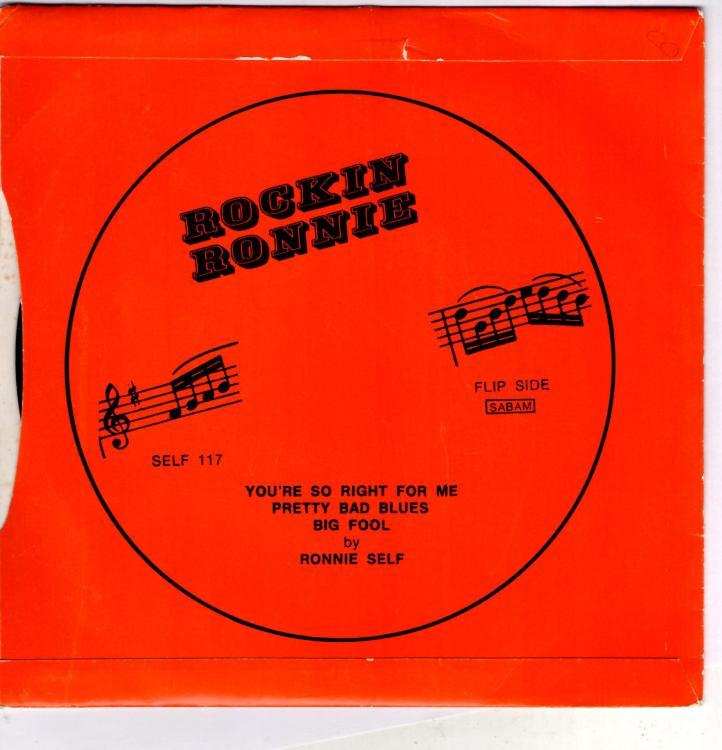 ROCKIN
RONNIE
FLIP SIDE
SABAM
SELF 117
YOU'RE SO RIGHT FOR ME
PRETTY BAD BLUES
BIG FOOL
by
RONNIE SELF